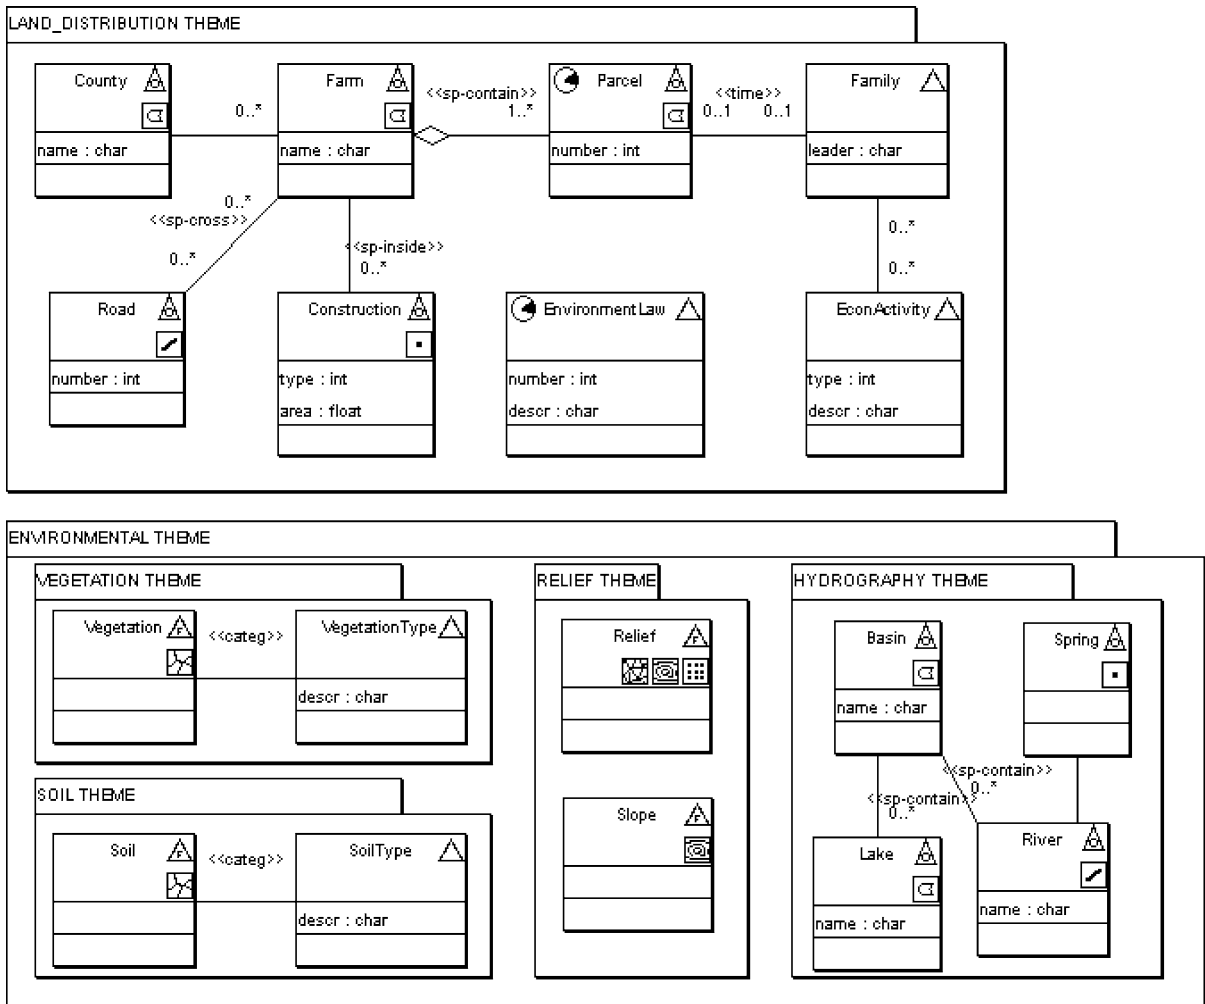 LAND_DISTRIBUTION THEME
County
Farm
<<sp-contain>>
Parcel
<<time>>
Family
0..*
1..*
0..1
0..1
name : char
name : char
number : int
leader : char
0..*
<<sp-cross>>
0..*
<<sp-inside>>
0..*
0..*
0..*
Road
Construction
EnvironmentLaw
EconActivity
number : int
type : int
area : float
number : int
descr : char
type : int
descr : char
ENVIRONMENTAL THEME
VEGETATION THEME
RELIEF THEME
HYDROGRAPHY THEME
Vegetation
F
<<categ>>
VegetationType
descr : char
Relief
F
Basin
name : char
Spring
SOIL THEME
Soil
F
<<categ>>
SoilType
descr : char
Slope
F
<<sp-contain>>
0..*
<<sp-contain>>
0..*
Lake
name : char
River
name : char